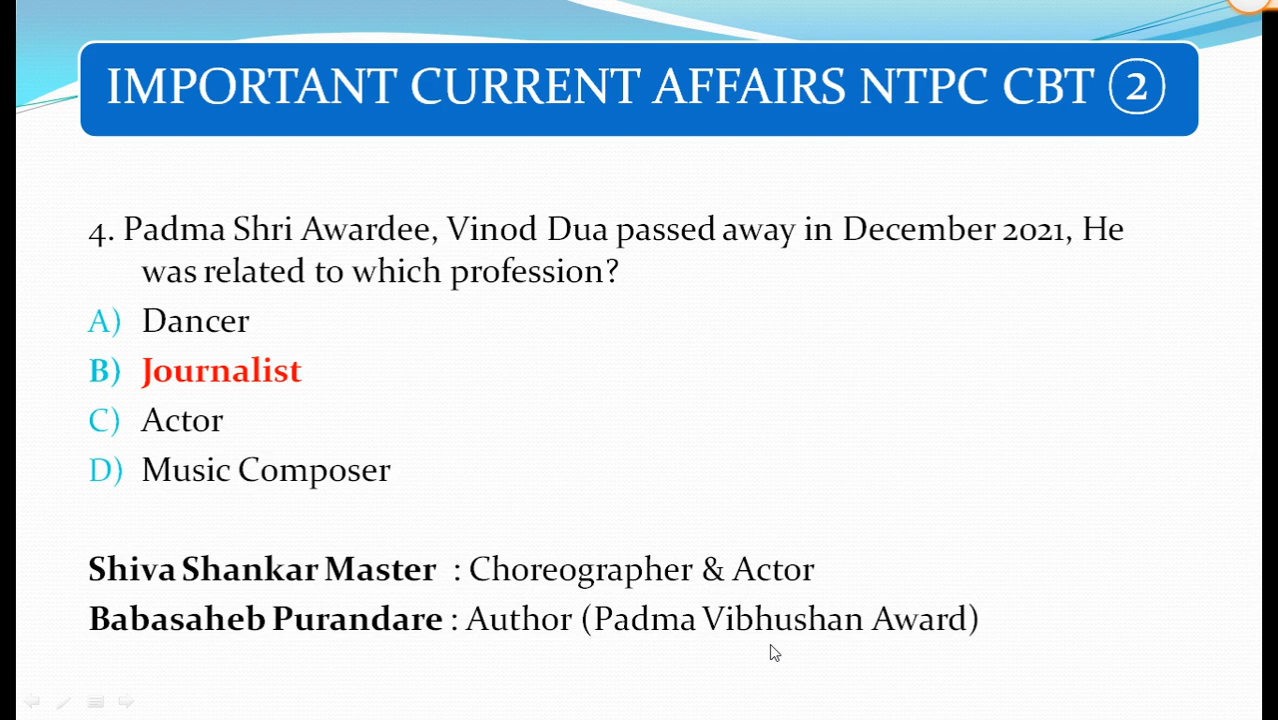 IMPORTANT CURRENT AFFAIRS NTPC CBT ②
4. Padma Shri Awardee, Vinod Dua passed away in December 2021, He
was related to which profession?
A) Dancer
B) Journalist
C) Actor
D) Music Composer
Shiva Shankar Master : Choreographer & Actor
Babasaheb Purandare : Author (Padma Vibhushan Award)